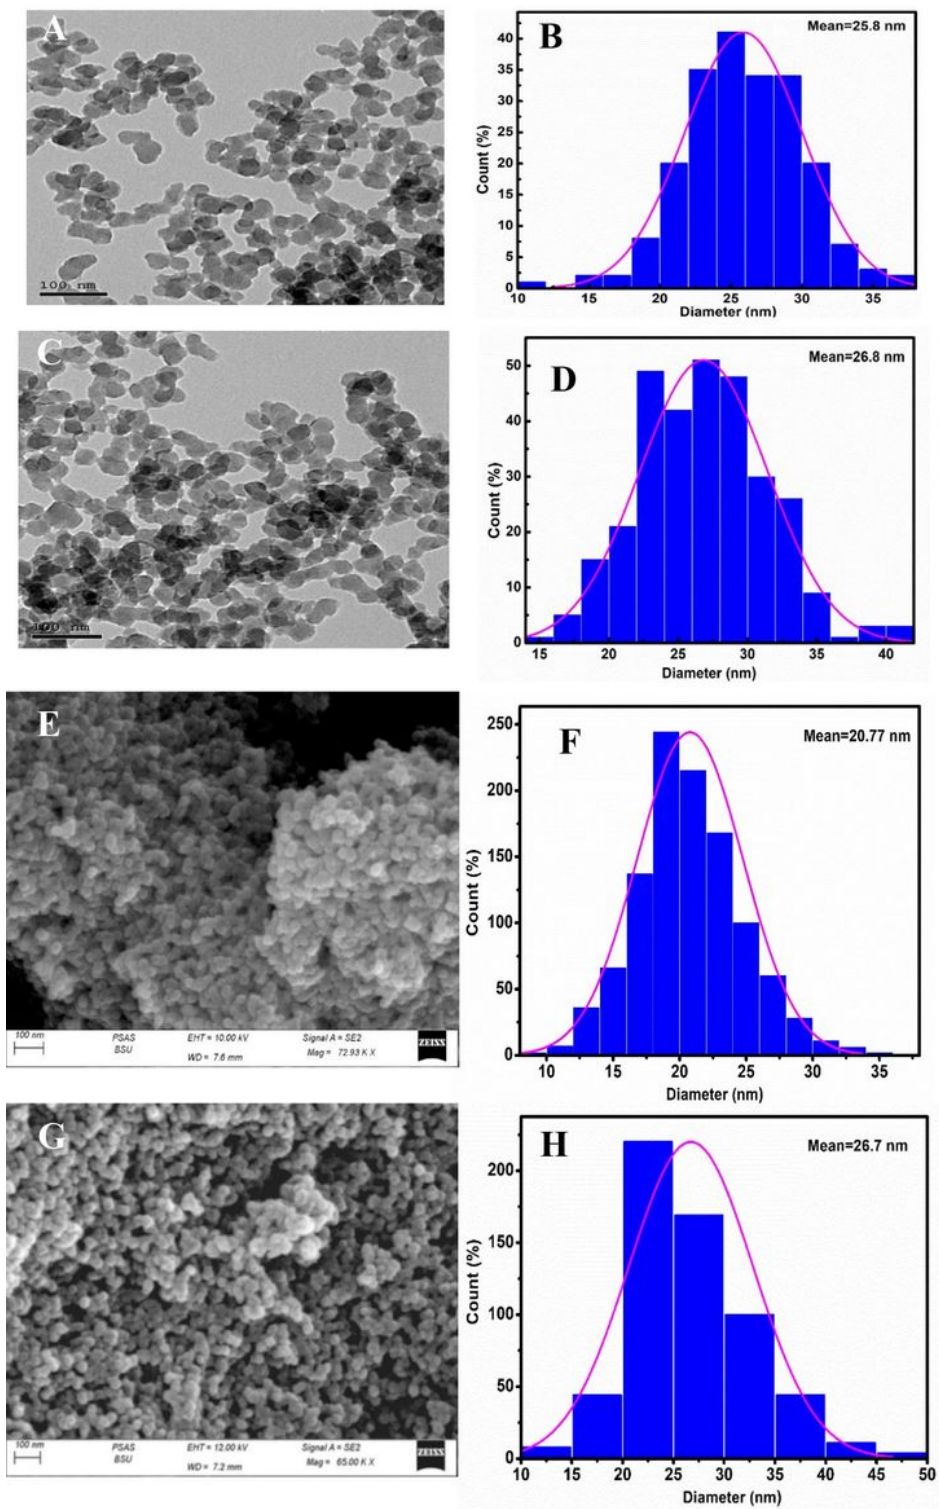 A
100 nm
B
Mean=25.8 nm
Count (%)
40
35
30
25
20
15
10
5
0
10 15 20 25 30 35
Diameter (nm)
C
100 nm
D
Mean=26.8 nm
Count (%)
50
40
30
20
10
0
15 20 25 30 35 40
Diameter (nm)
E
100 nm
PSAS
BSU
EHT = 10.00 kV
WD = 7.6 mm
Signal A = SE2
Mag = 72.93 K X
ZEISS
F
Mean=20.77 nm
Count (%)
250
200
150
100
50
0
10 15 20 25 30 35
Diameter (nm)
G
100 nm
PSAS
BSU
EHT = 12.00 kV
WD = 7.2 mm
Signal A = SE2
Mag = 65.00 K X
ZEISS
H
Mean=26.7 nm
Count (%)
200
150
100
50
0
10 15 20 25 30 35 40 45 50
Diameter (nm)